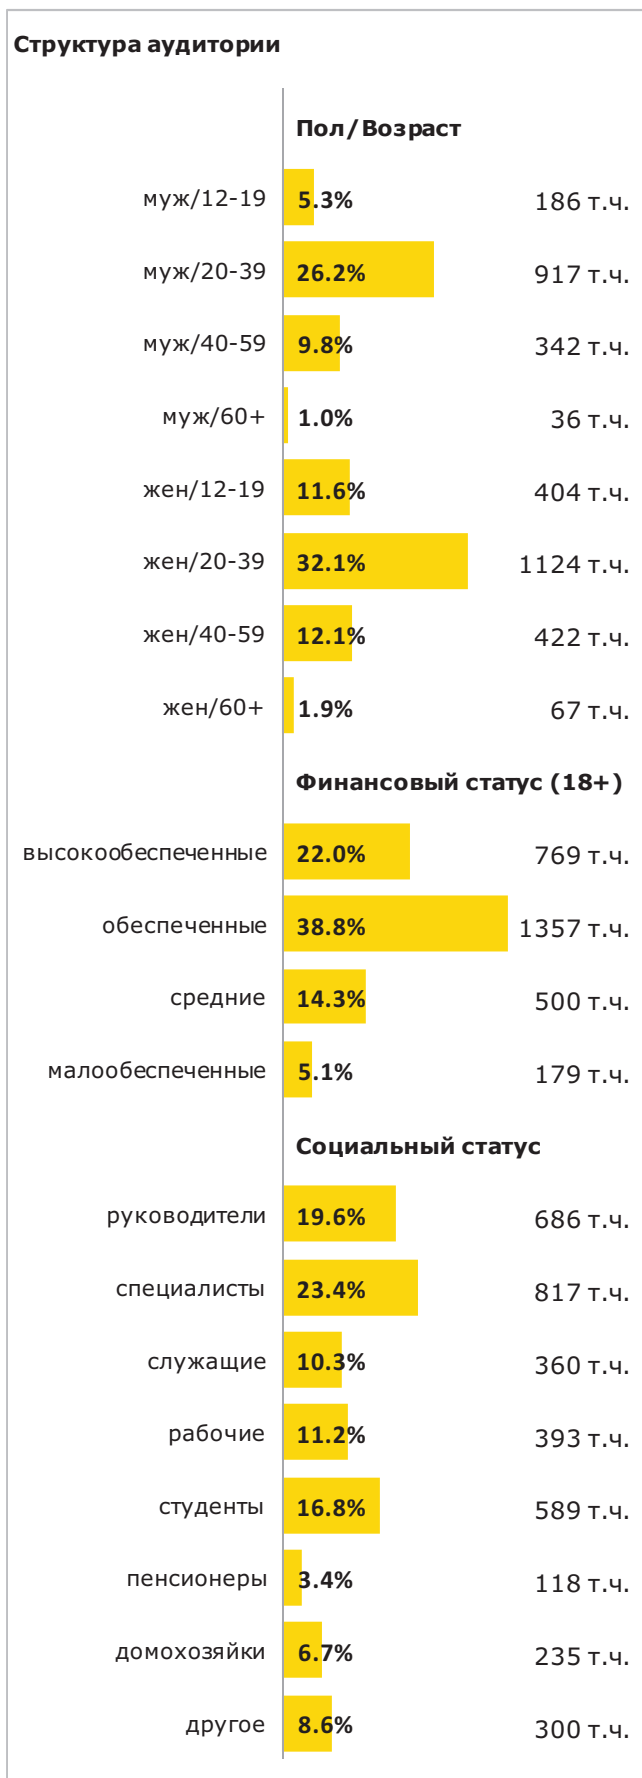 Структура аудитории
Пол/Возраст
муж/12-19 5.3% 186 т.ч.
муж/20-39 26.2% 917 т.ч.
муж/40-59 9.8% 342 т.ч.
муж/60+ 1.0% 36 т.ч.
жен/12-19 11.6% 404 т.ч.
жен/20-39 32.1% 1124 т.ч.
жен/40-59 12.1% 422 т.ч.
жен/60+ 1.9% 67 т.ч.
Финансовый статус (18+)
высокообеспеченные 22.0% 769 т.ч.
обеспеченные 38.8% 1357 т.ч.
средние 14.3% 500 т.ч.
малообеспеченные 5.1% 179 т.ч.
Социальный статус
руководители 19.6% 686 т.ч.
специалисты 23.4% 817 т.ч.
служащие 10.3% 360 т.ч.
рабочие 11.2% 393 т.ч.
студенты 16.8% 589 т.ч.
пенсионеры 3.4% 118 т.ч.
домохозяйки 6.7% 235 т.ч.
другое 8.6% 300 т.ч.